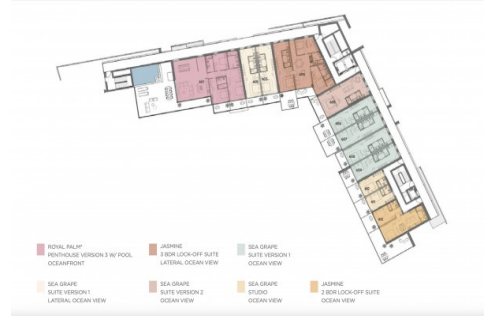 ROYAL PALM®
PENTHOUSE VERSION 3 W/ POOL
OCEANFRONT
JASMINE
3 BDR LOCK-OFF SUITE
LATERAL OCEAN VIEW
SEA GRAPE
SUITE VERSION 1
OCEAN VIEW
SEA GRAPE
SUITE VERSION 1
LATERAL OCEAN VIEW
SEA GRAPE
SUITE VERSION 2
OCEAN VIEW
SEA GRAPE
STUDIO
OCEAN VIEW
JASMINE
2 BDR LOCK-OFF SUITE
OCEAN VIEW